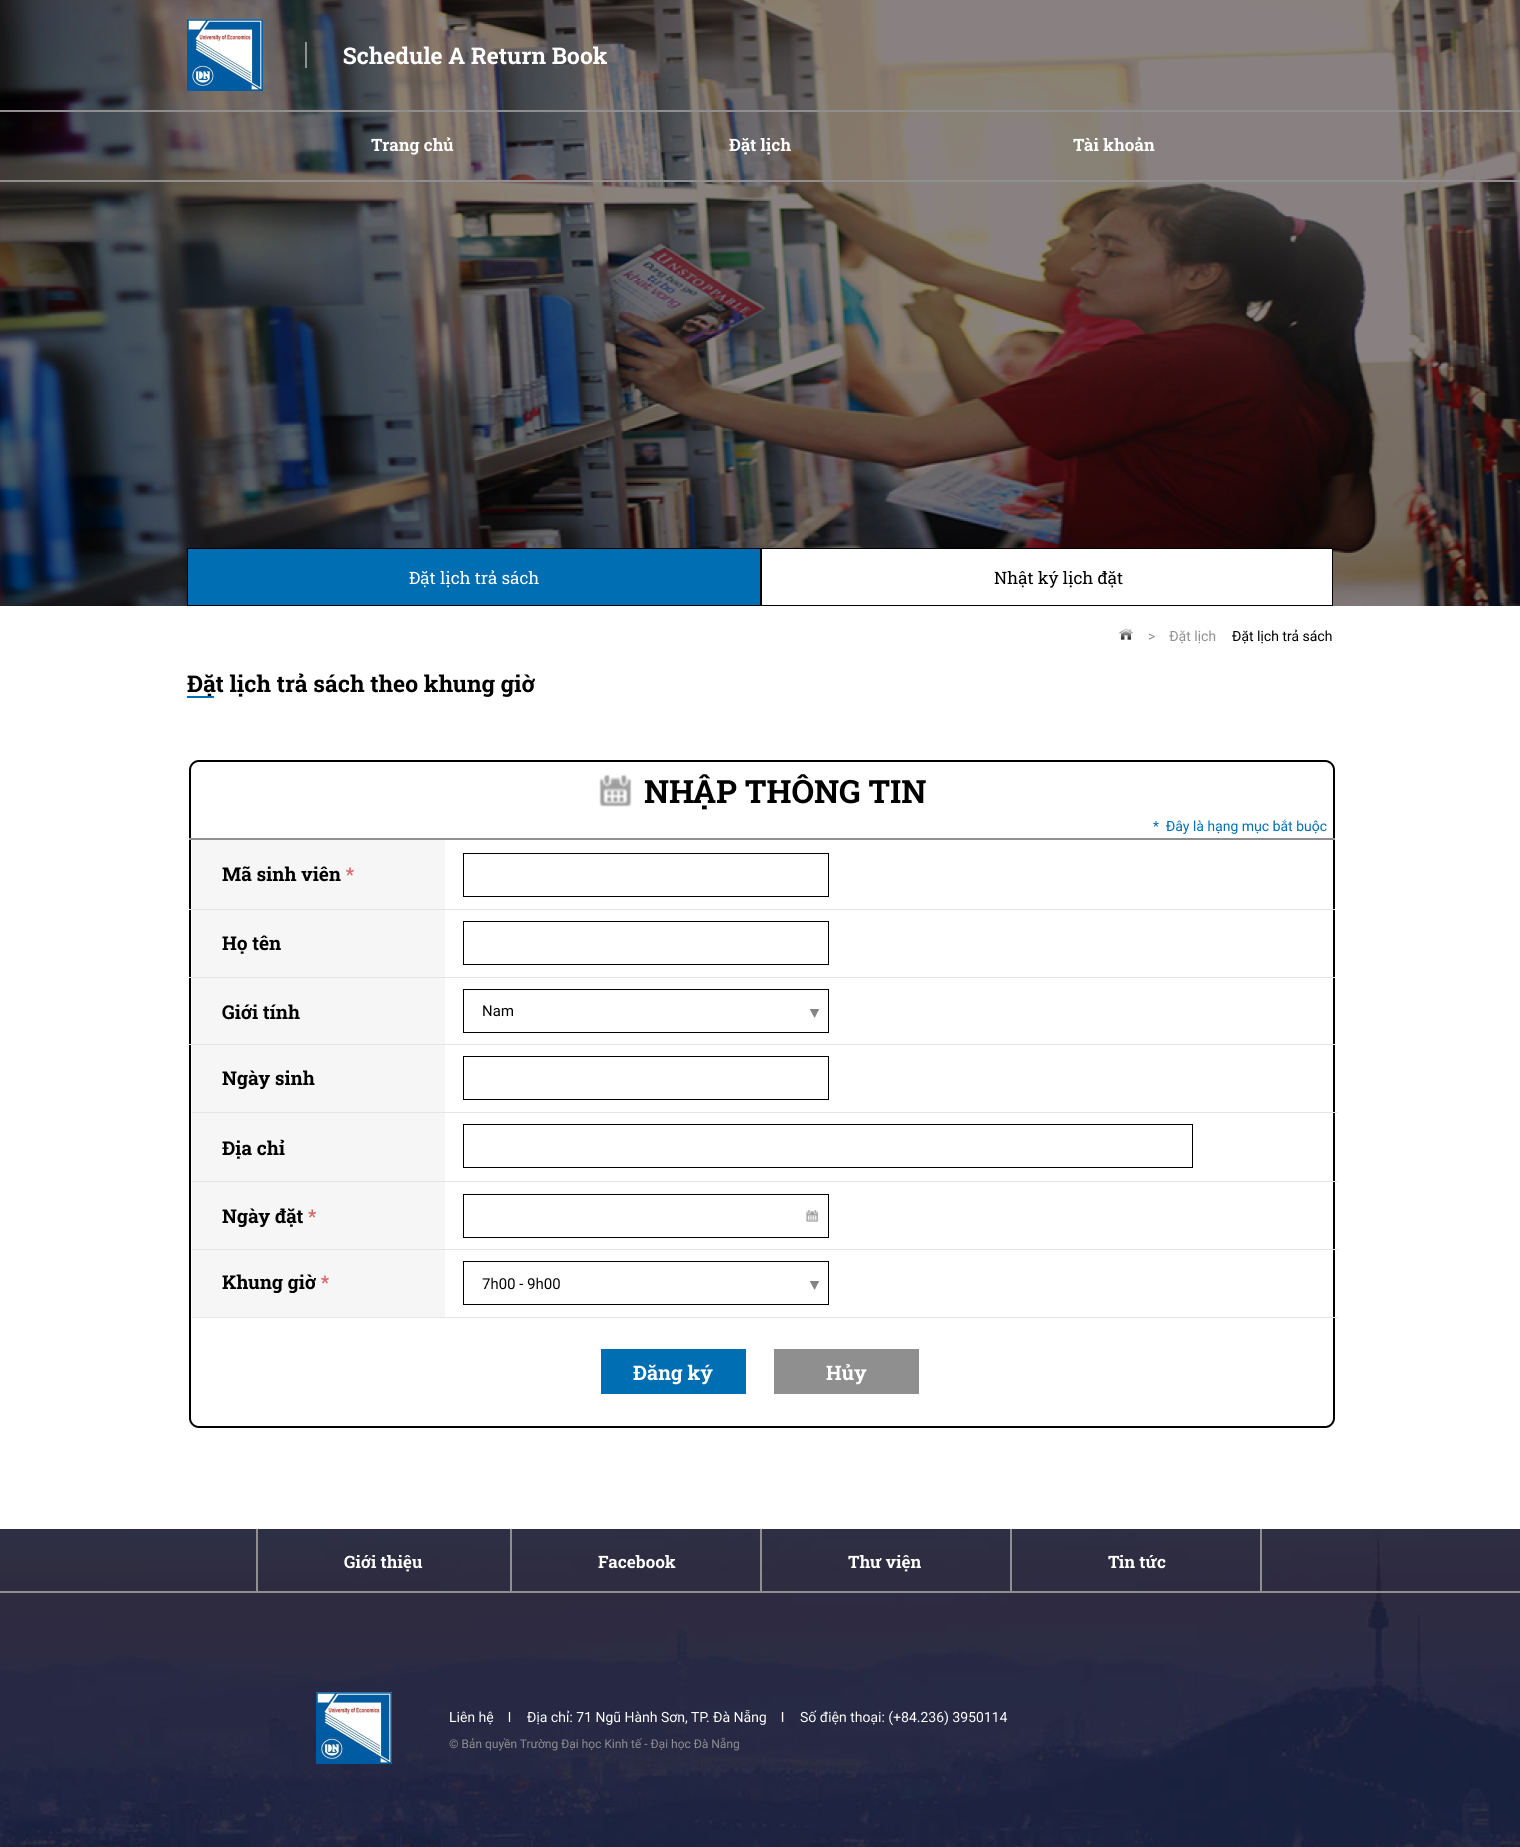 University of Economics
Schedule A Return Book
Trang chủ
Đặt lịch
Tài khoản
UNSTOPPABLE
từ bỏ
khát vọng
Đặt lịch trả sách
Nhật ký lịch đặt
> Đặt lịch Đặt lịch trả sách
Đặt lịch trả sách theo khung giờ
NHẬP THÔNG TIN
* Đây là hạng mục bắt buộc
Mã sinh viên *
Họ tên
Giới tính
Nam
Ngày sinh
Địa chỉ
Ngày đặt *
Khung giờ *
7h00 - 9h00
Đăng ký
Hủy
Giới thiệu
Facebook
Thư viện
Tin tức
University of Economics
Liên hệ I Địa chỉ: 71 Ngũ Hành Sơn, TP. Đà Nẵng I Số điện thoại: (+84.236) 3950114
© Bản quyền Trường Đại học Kinh tế - Đại học Đà Nẵng